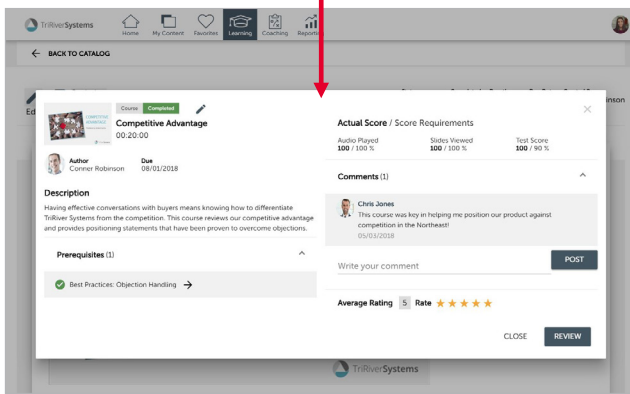 TriRiverSystems
Home
My Content
Favorites
Learning
Coaching
Reporting
BACK TO CATALOG
Ed
inson
Course
Completed
Competitive Advantage
00:20:00
COMPETITIVE
ADVANTAGE
Author
Conner Robinson
Due
08/01/2018
Description
Having effective conversations with buyers means knowing how to differentiate
TriRiver Systems from the competition. This course reviews our competitive advantage
and provides positioning statements that have been proven to overcome objections.
Prerequisites (1)
Best Practices: Objection Handling
Actual Score / Score Requirements
Audio Played
100 / 100 %
Slides Viewed
100 / 100 %
Test Score
100 / 90 %
Comments (1)
Chris Jones
This course was key in helping me position our product against
competition in the Northeast!
05/03/2018
Write your comment
POST
Average Rating 5 Rate
CLOSE
REVIEW
TriRiverSystems